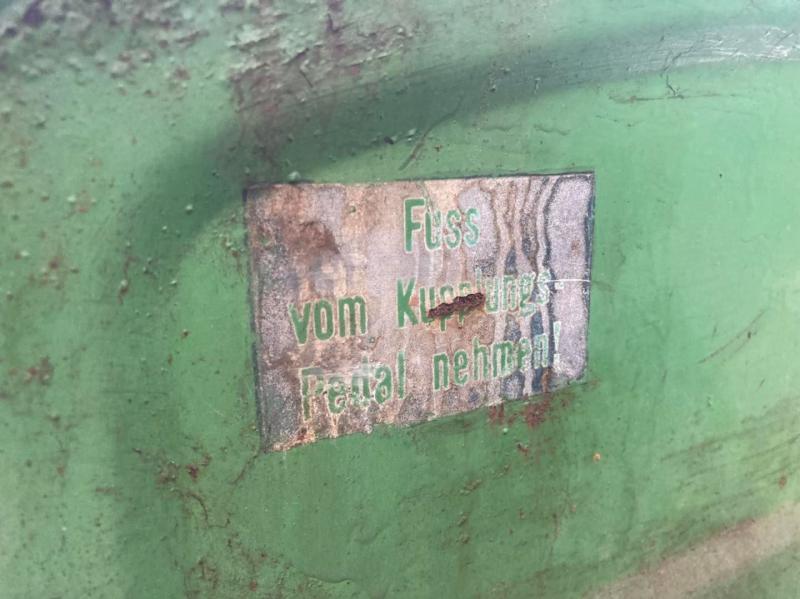 Fuss
vom Kupplungs-
Pedal nehmen!